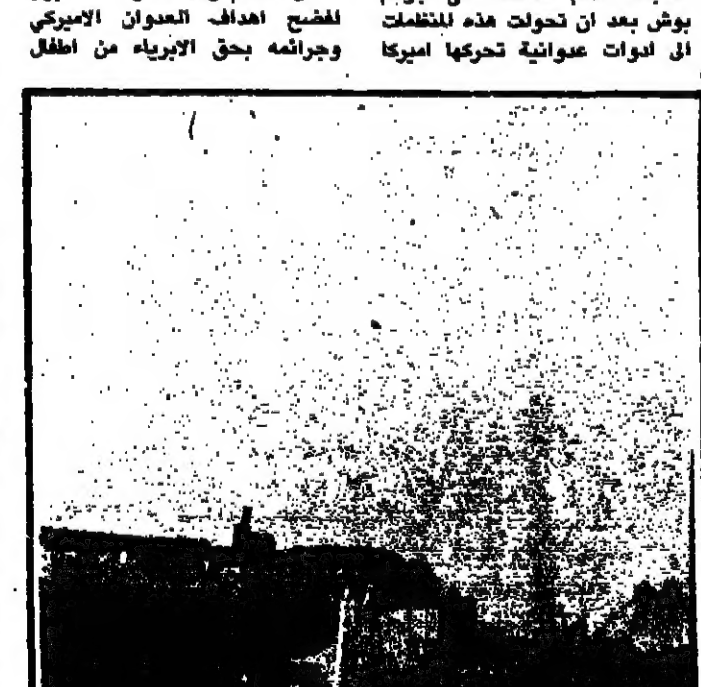 بوش بعد ان تحولت هذه المنظمات
الى ادوات عدوانية تحركها اميركا
لفضح اهداف العدوان الاميركي
وجرائمه بحق الابرياء من اطفال